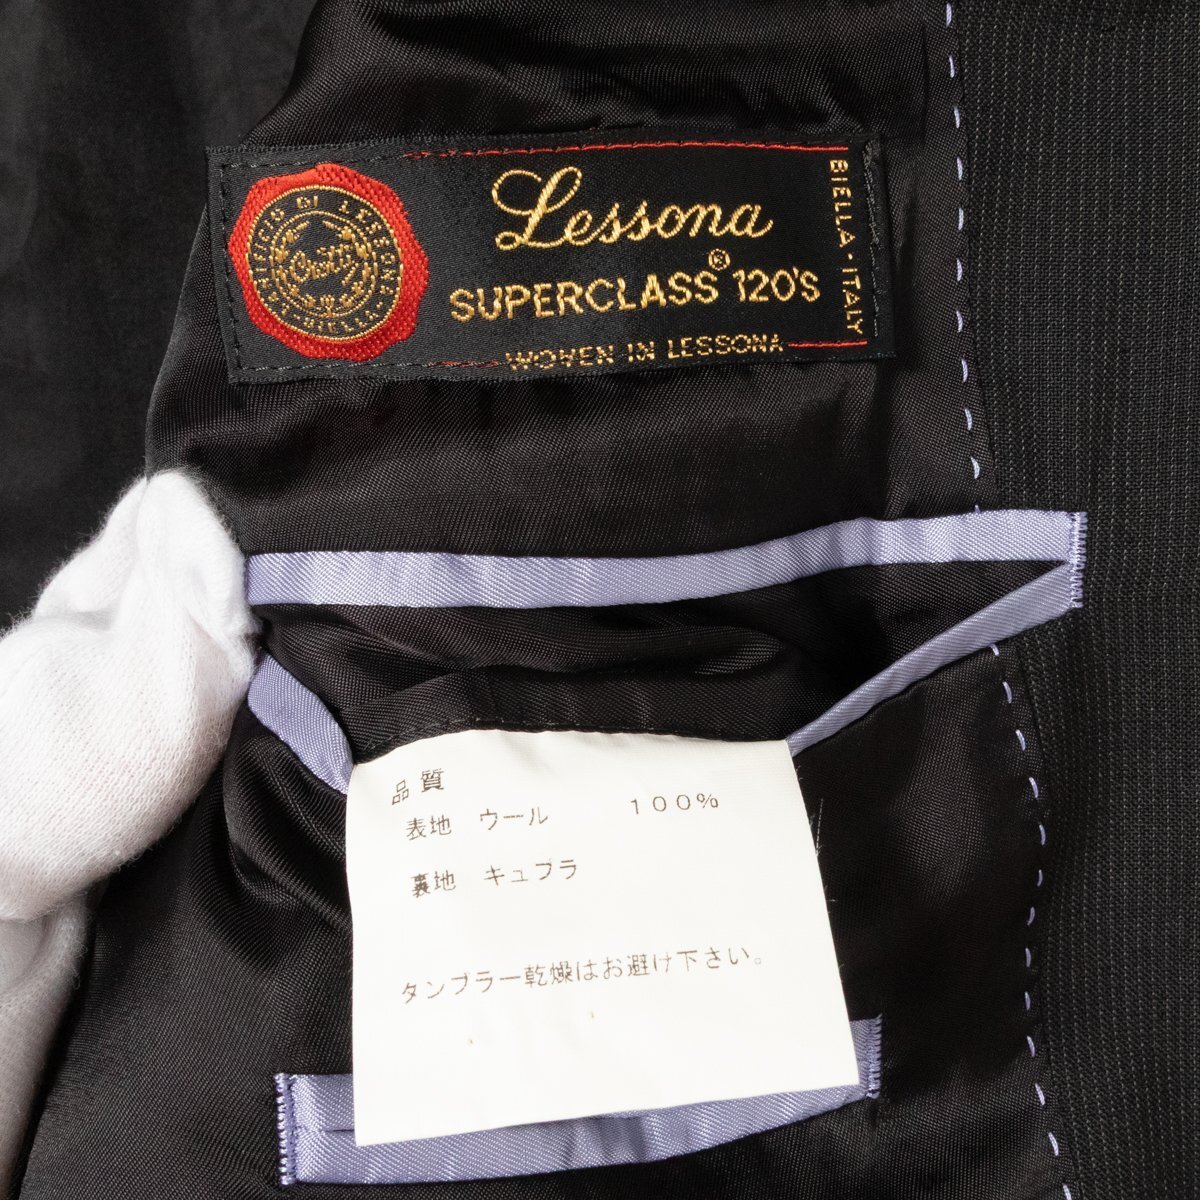 Lessona
SUPERCLASS® 120'S
WOVEN IN LESSONA
BIELLA · ITALY
品質
表地 ウール 100%
裏地 キュプラ
タンブラー乾燥はお避け下さい。